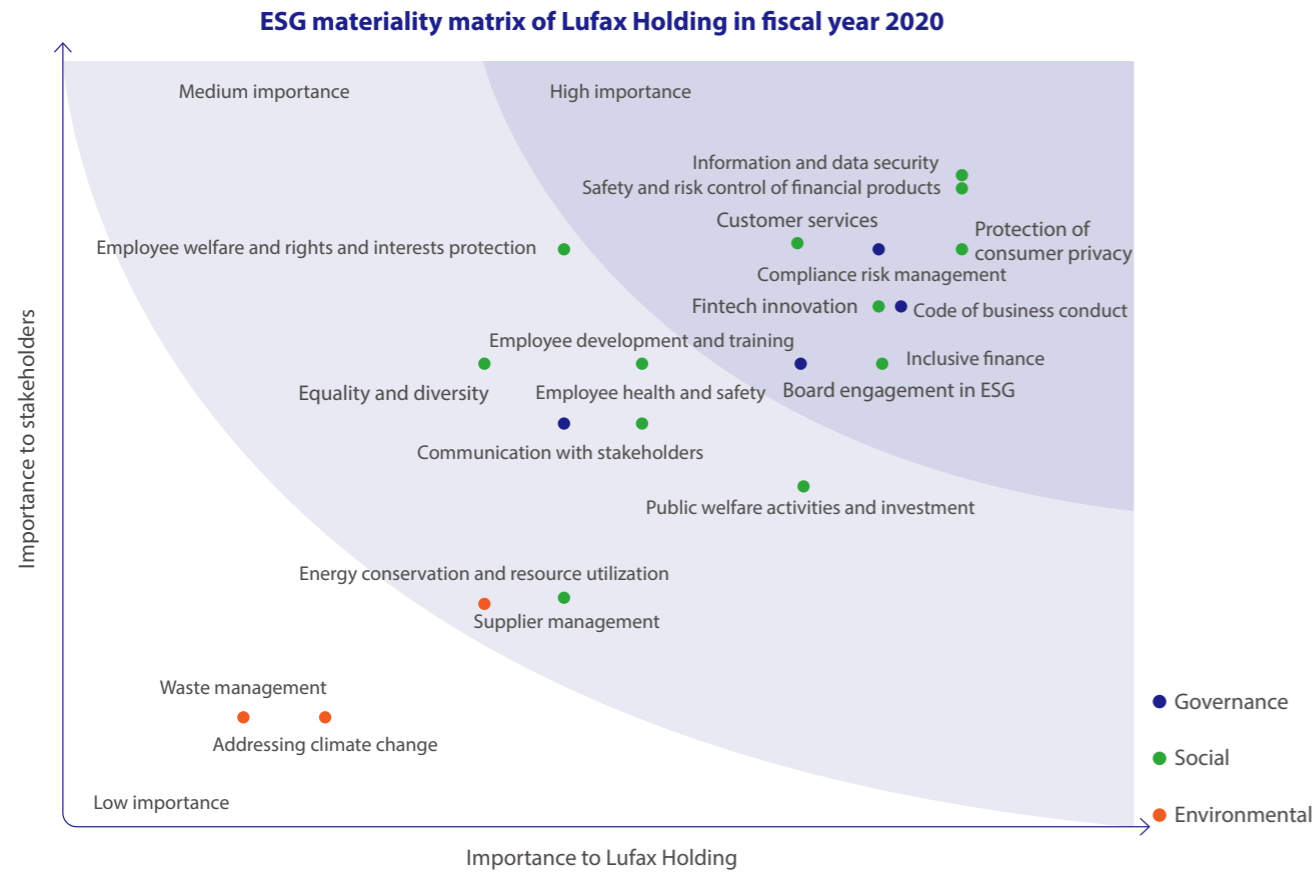 ESG materiality matrix of Lufax Holding in fiscal year 2020
Medium importance
High importance
Information and data security
Safety and risk control of financial products
Customer services
Protection of
consumer privacy
Employee welfare and rights and interests protection
Compliance risk management
Fintech innovation
Code of business conduct
Employee development and training
Inclusive finance
Equality and diversity
Employee health and safety
Board engagement in ESG
Communication with stakeholders
Public welfare activities and investment
Energy conservation and resource utilization
Supplier management
Waste management
Addressing climate change
Low importance
Importance to stakeholders
Importance to Lufax Holding
Governance
Social
Environmental